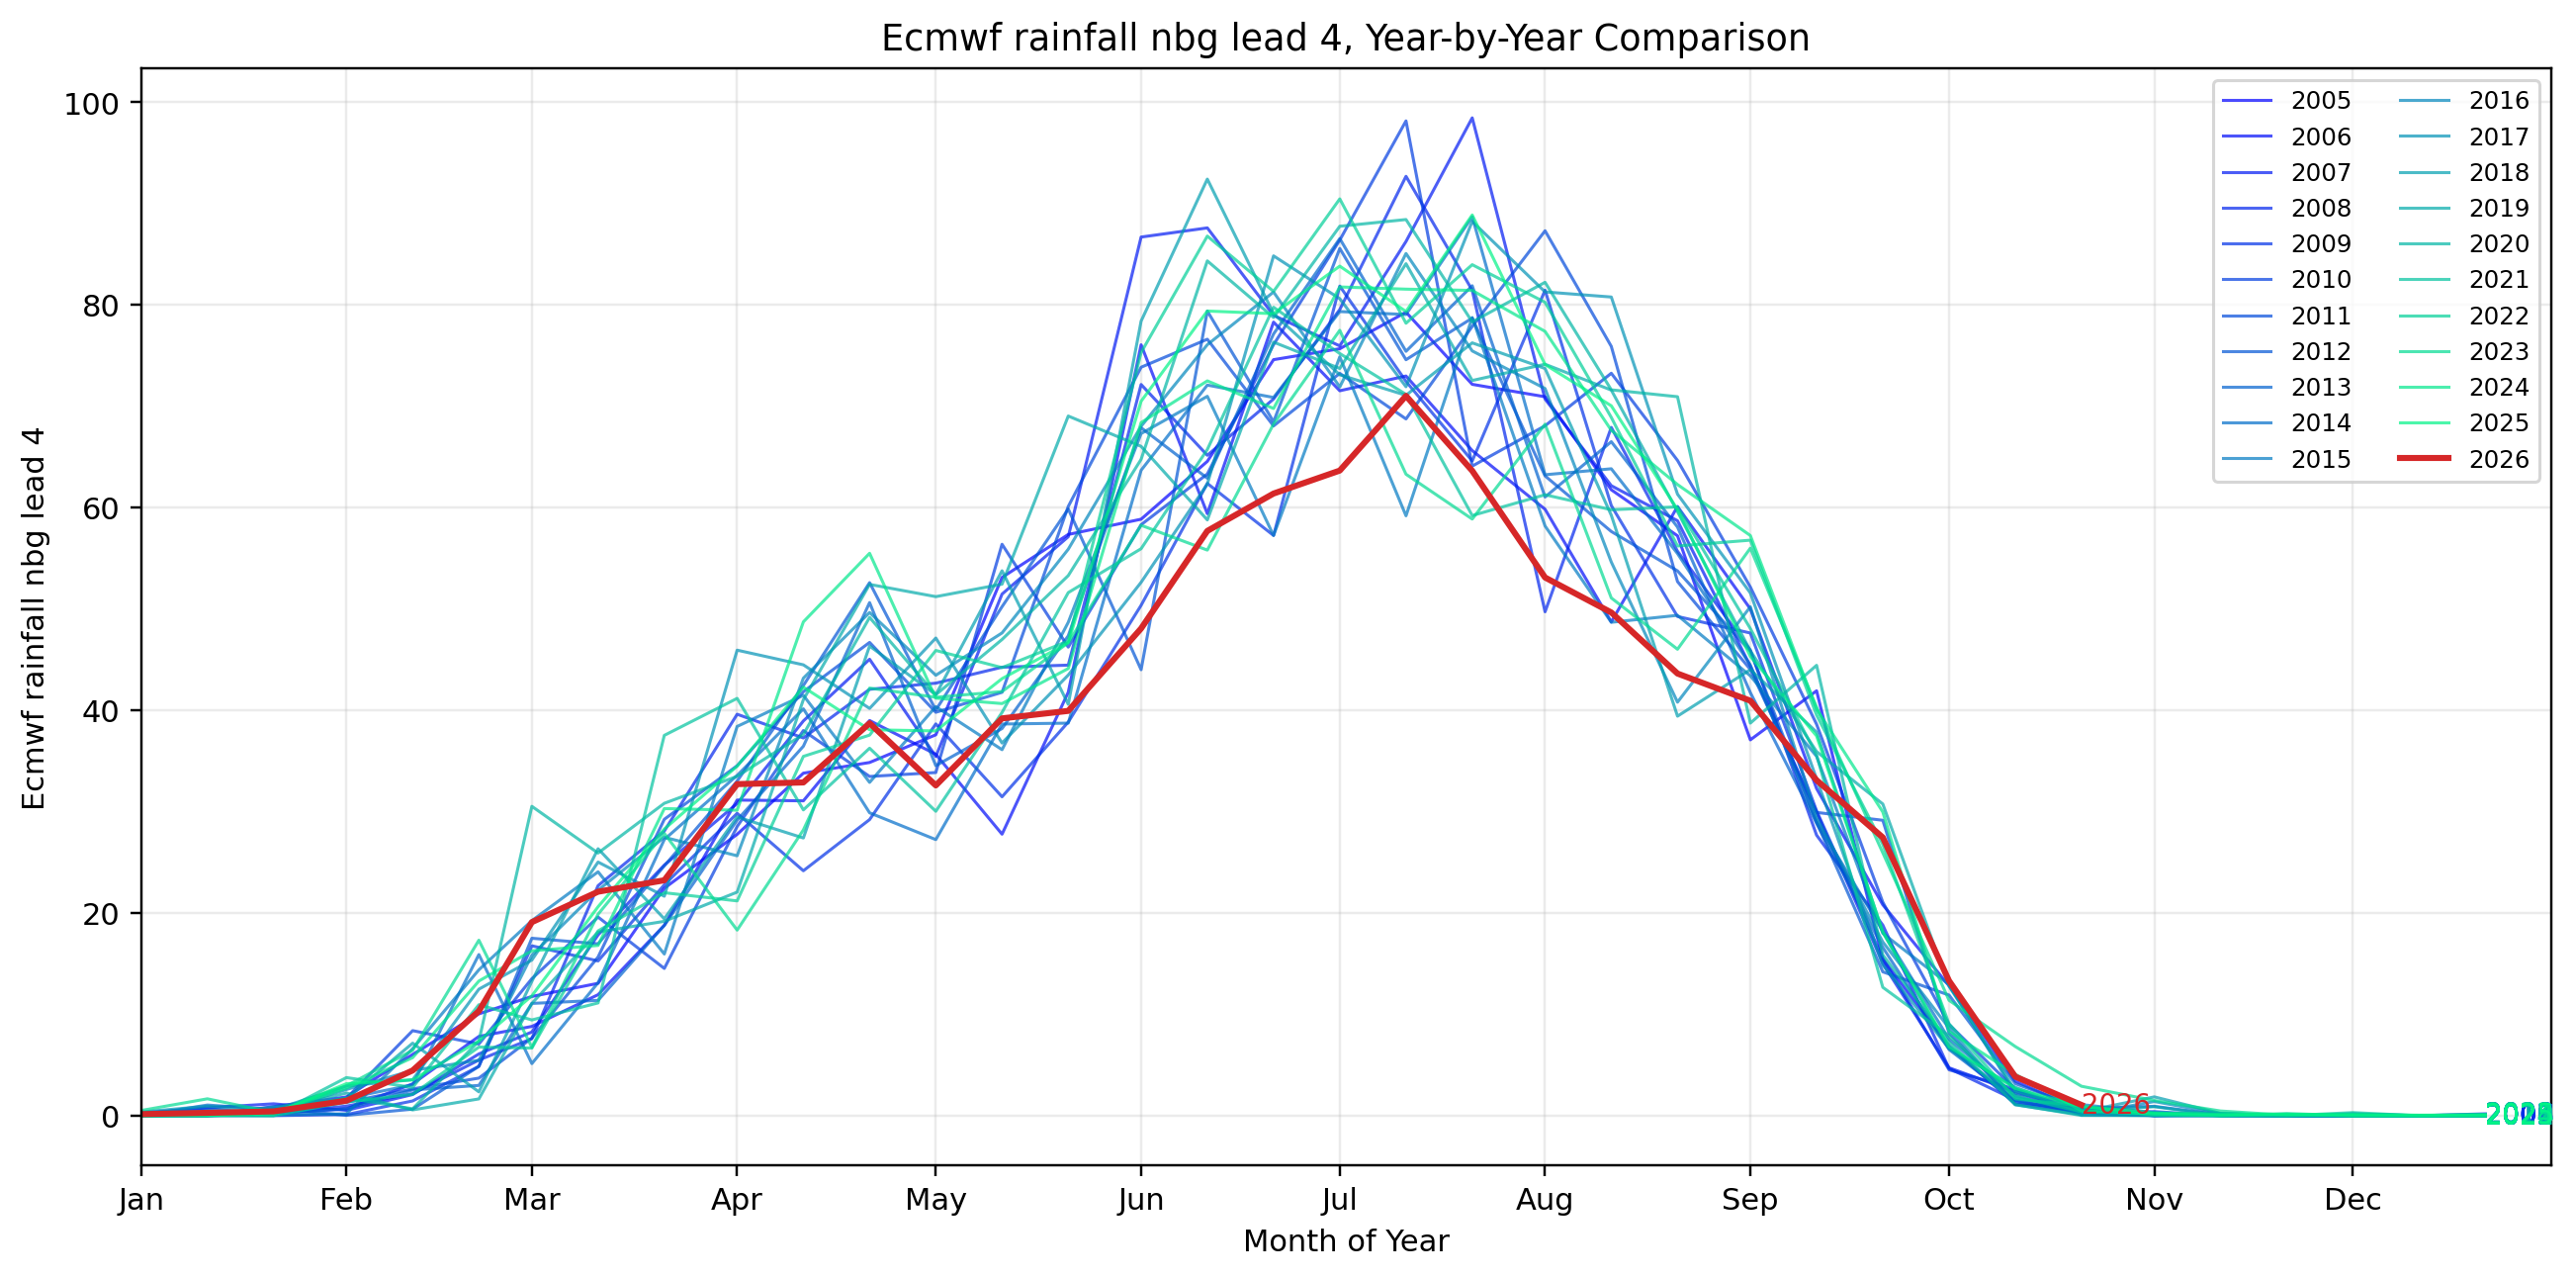 Ecmwf rainfall nbg lead 4, Year-by-Year Comparison
Ecmwf rainfall nbg lead 4
100
80
60
40
20
0
2005
2006
2007
2008
2009
2010
2011
2012
2013
2014
2015
2016
2017
2018
2019
2020
2021
2022
2023
2024
2025
2026
2026
Jan
Feb
Mar
Apr
May
Jun
Jul
Aug
Sep
Oct
Nov
Dec
Month of Year